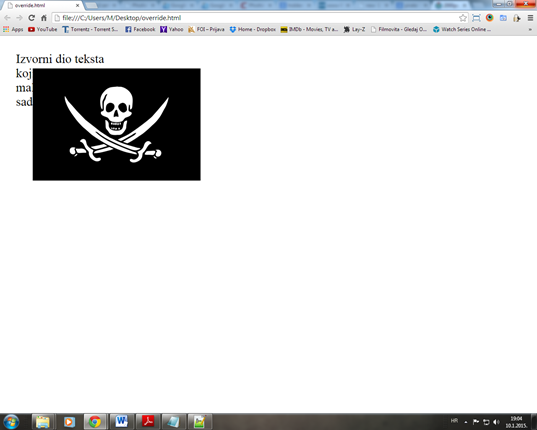 override.html
file:///C:/Users/M/Desktop/override.html
Apps YouTube Torrentz - Torrent S... Facebook Yahoo FOI – Prijava Home - Dropbox IMDb - Movies, TV a... Lay-Z Filmovita - Gledaj O... Watch Series Online ...
Izvorni dio teksta
koj
ma
sad
HR
19:04
10.1.2015.